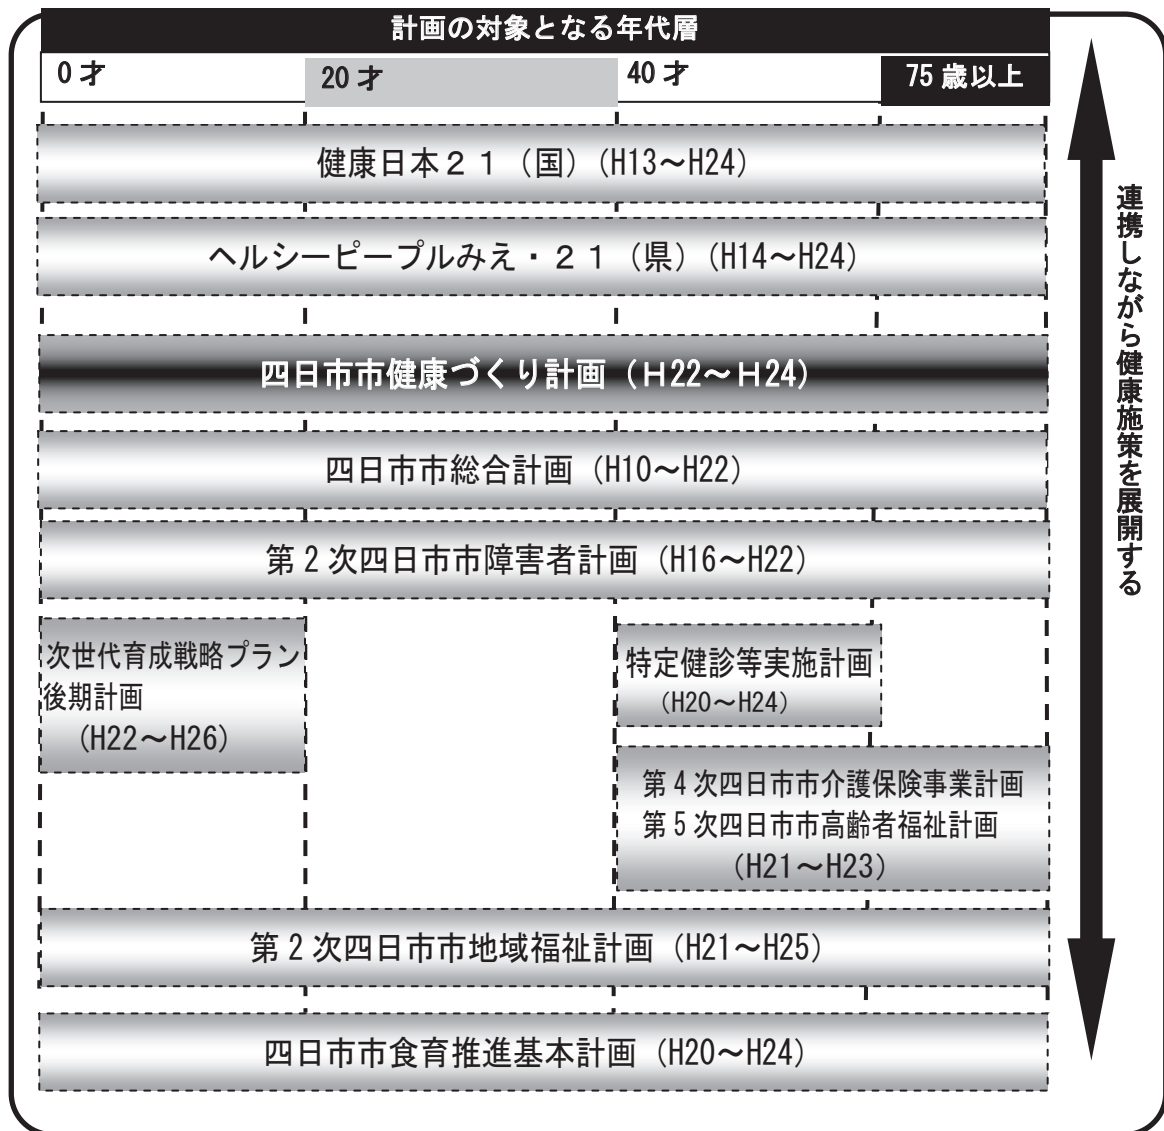 計画の対象となる年代層
0才
20才
40才
75歳以上
健康日本21(国)(H13~H24)
ヘルシーピープルみえ・21(県)(H14~H24)
四日市市健康づくり計画(H22~H24)
四日市市総合計画(H10~H22)
第2次四日市市障害者計画(H16~H22)
次世代育成戦略プラン
後期計画
(H22~H26)
特定健診等実施計画
(H20~H24)
第4次四日市市介護保険事業計画
第5次四日市市高齢者福祉計画
(H21~H23)
第2次四日市市地域福祉計画(H21~H25)
四日市市食育推進基本計画(H20~H24)
連携しながら健康施策を展開する